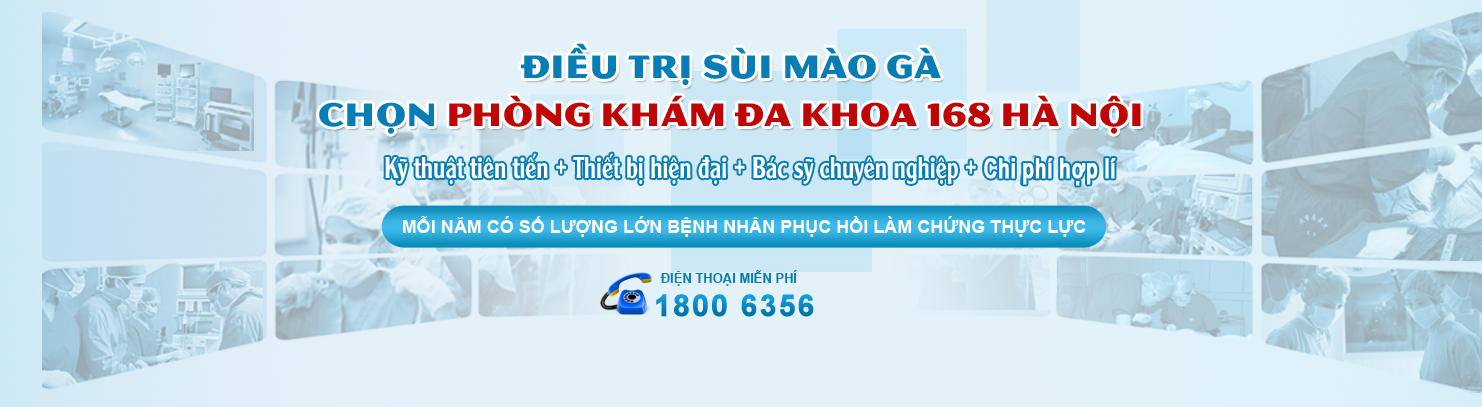 ĐIỀU TRỊ SÙI MÀO GÀ
CHỌN PHÒNG KHÁM ĐA KHOA 168 HÀ NỘI
Kỹ thuật tiên tiến + Thiết bị hiện đại + Bác sỹ chuyên nghiệp + Chi phí hợp lí
MỖI NĂM CÓ SỐ LƯỢNG LỚN BỆNH NHÂN PHỤC HỒI LÀM CHỨNG THỰC LỰC
ĐIỆN THOẠI MIỄN PHÍ
1800 6356